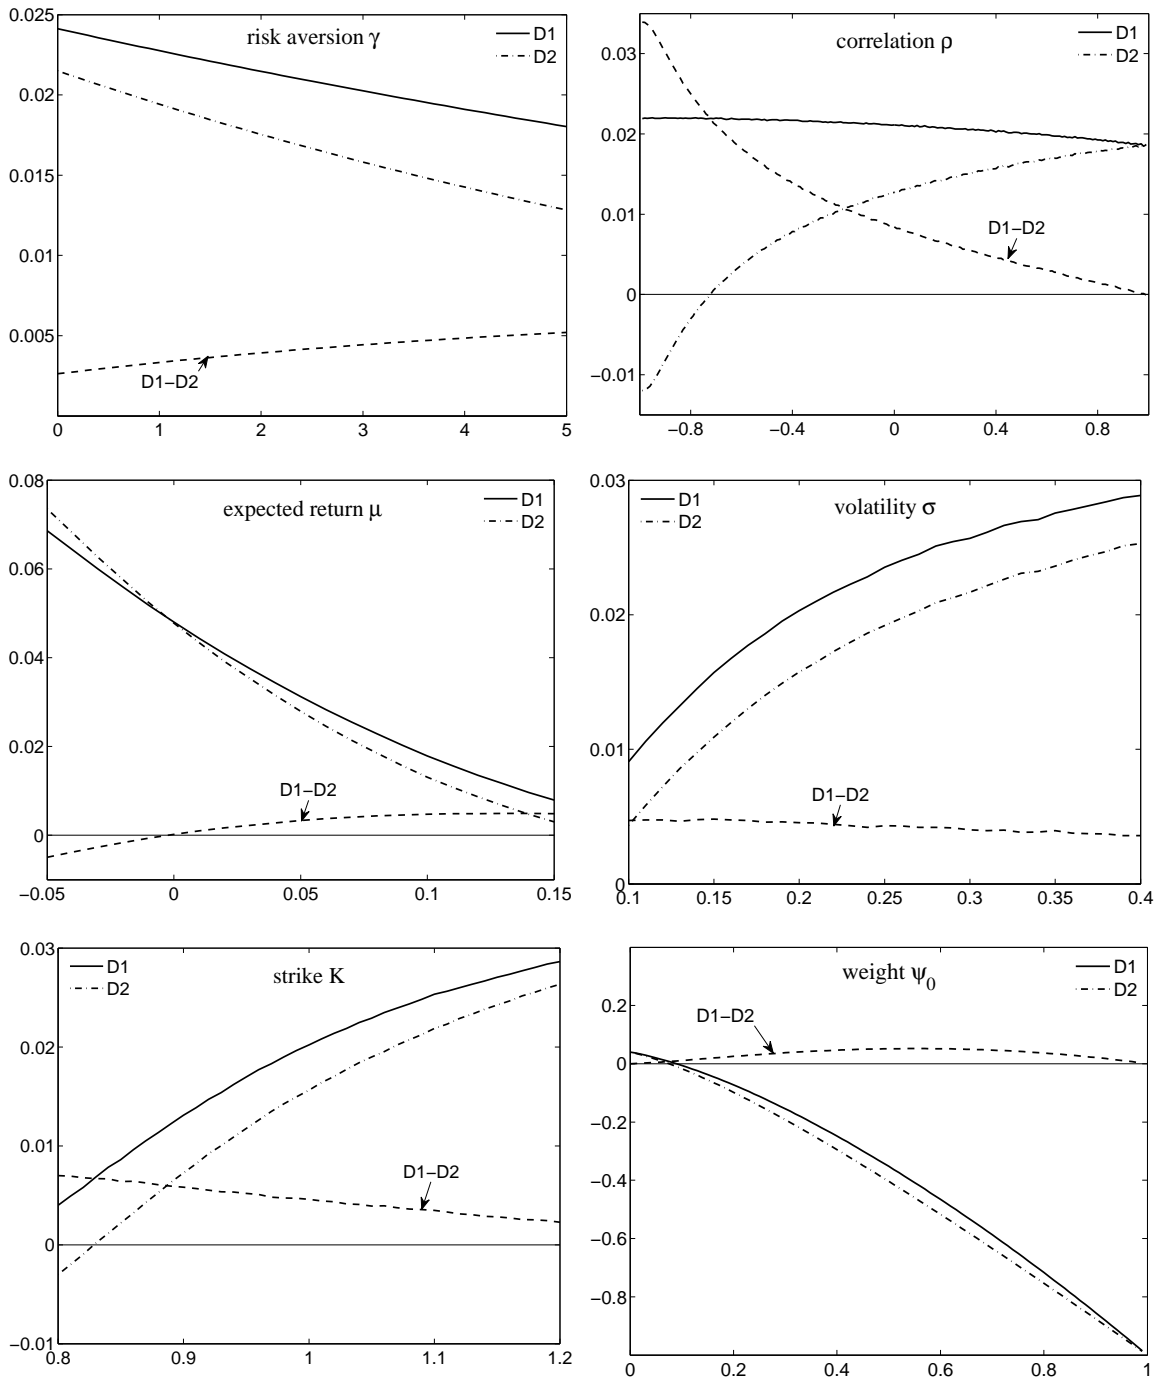 risk aversion γ
D1
D2
D1−D2
0.025
0.02
0.015
0.01
0.005
0
1
2
3
4
5
correlation ρ
D1
D2
D1−D2
0.03
0.02
0.01
0
−0.01
−0.8
−0.4
0
0.4
0.8
expected return μ
D1
D2
D1−D2
0.08
0.06
0.04
0.02
0
−0.05
0
0.05
0.1
0.15
volatility σ
D1
D2
D1−D2
0.03
0.02
0.01
0
0.1
0.15
0.2
0.25
0.3
0.35
0.4
strike K
D1
D2
D1−D2
0.03
0.02
0.01
0
−0.01
0.8
0.9
1
1.1
1.2
weight ψ0
D1
D2
D1−D2
0.2
0
−0.2
−0.4
−0.6
−0.8
0
0.2
0.4
0.6
0.8
1